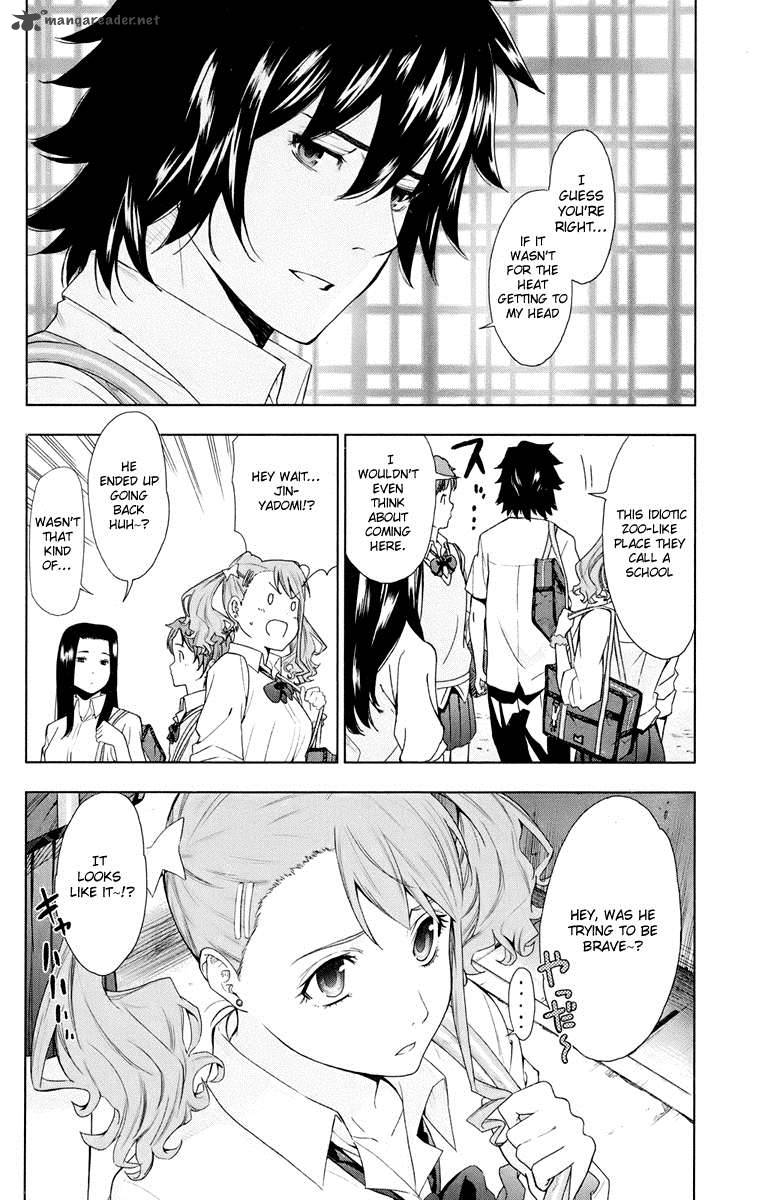 mangareader.net
I
GUESS
YOU'RE
RIGHT...
IF IT
WASN'T
FOR THE
HEAT
GETTING TO
MY HEAD
THIS IDIOTIC
ZOO-LIKE
PLACE THEY
CALL A
SCHOOL
I
WOULDN'T
EVEN
THINK
ABOUT
COMING
HERE.
スス
HEY WAIT...
JIN-
YADOMI!?
HE
ENDED UP
GOING
BACK
HUH~?
WASN'T
THAT
KIND
OF...
HEY, WAS HE
TRYING TO BE
BRAVE~?
やっだ~
.....
IT
LOOKS
LIKE IT~!?
キャハ